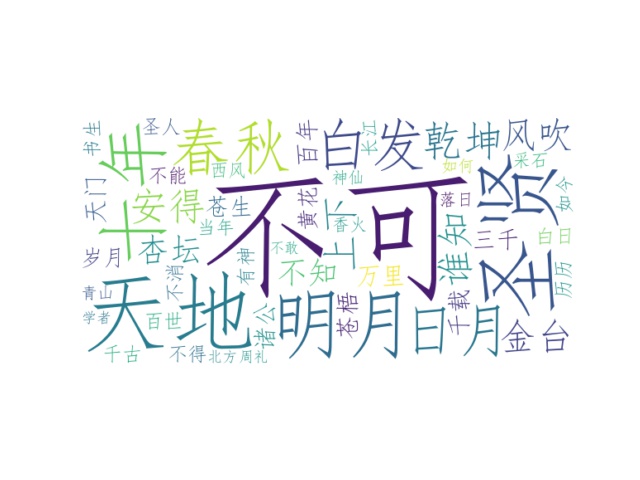 书生
圣人
十年
春秋
百年
白发
长江
乾坤
风吹
天门
不能
西风
神仙
如何
采石
不可
安得
苍生
当年
黄花
上下
落日
圣贤
如今
岁月
杏坛
不消
有神
不敢
不知
香火
万里
谁知
三千
白日
历历
青山
学者
天地
百世
诸公
明月
苍梧
日月
千载
金台
千古
不得
北方
周礼